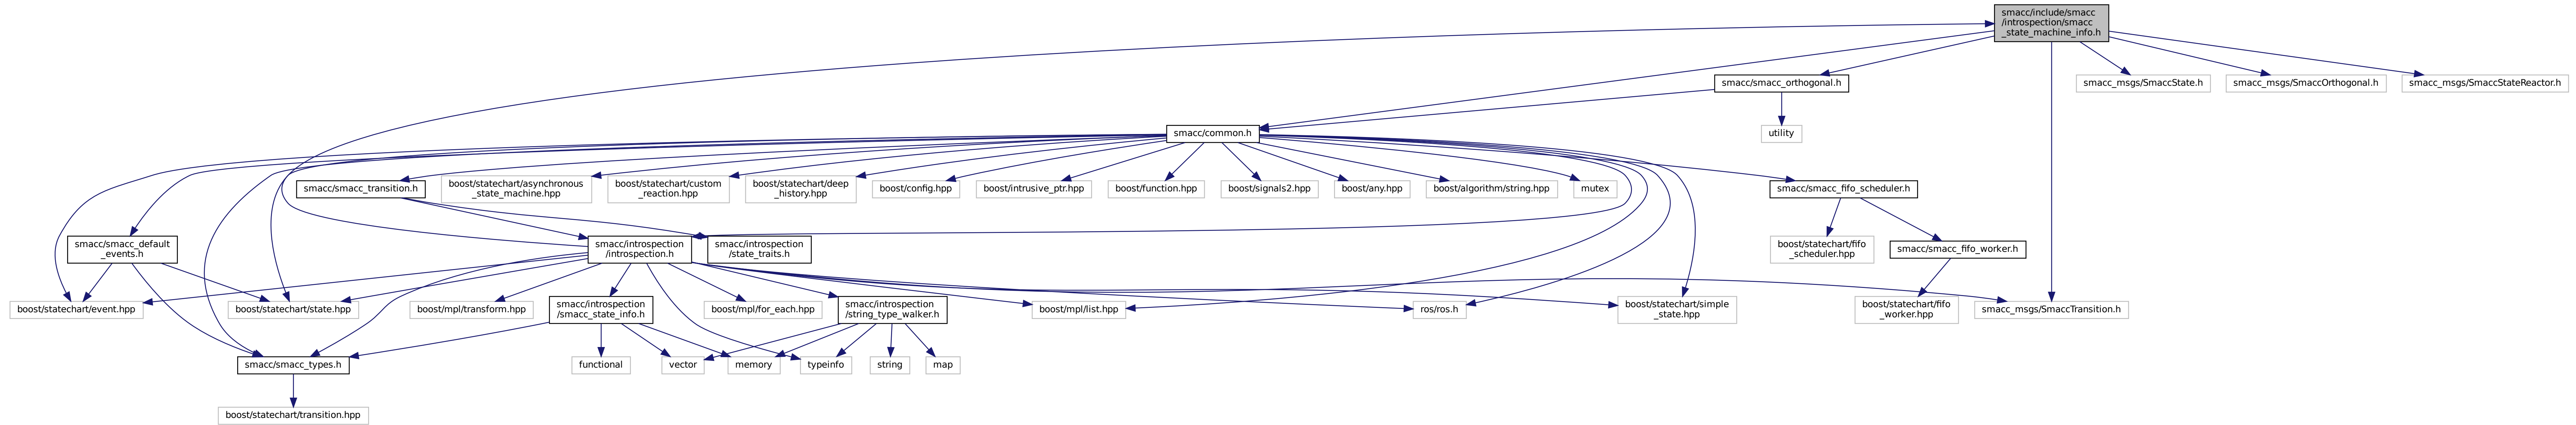 smacc/include/smacc
/introspection/smacc
_state_machine_info.h
smacc/smacc_orthogonal.h
smacc_msgs/SmaccState.h
smacc_msgs/SmaccOrthogonal.h
smacc_msgs/SmaccStateReactor.h
smacc/common.h
utility
smacc/smacc_transition.h
boost/statechart/asynchronous
_state_machine.hpp
boost/statechart/custom
_reaction.hpp
boost/statechart/deep
_history.hpp
boost/config.hpp
boost/intrusive_ptr.hpp
boost/function.hpp
boost/signals2.hpp
boost/any.hpp
boost/algorithm/string.hpp
mutex
smacc/smacc_fifo_scheduler.h
smacc/smacc_default
_events.h
smacc/introspection
/introspection.h
smacc/introspection
/state_traits.h
boost/statechart/fifo
_scheduler.hpp
smacc/smacc_fifo_worker.h
boost/statechart/event.hpp
boost/statechart/state.hpp
boost/mpl/transform.hpp
smacc/introspection
/smacc_state_info.h
boost/mpl/for_each.hpp
smacc/introspection
/string_type_walker.h
boost/mpl/list.hpp
ros/ros.h
boost/statechart/simple
_state.hpp
boost/statechart/fifo
_worker.hpp
smacc_msgs/SmaccTransition.h
smacc/smacc_types.h
functional
vector
memory
typeinfo
string
map
boost/statechart/transition.hpp